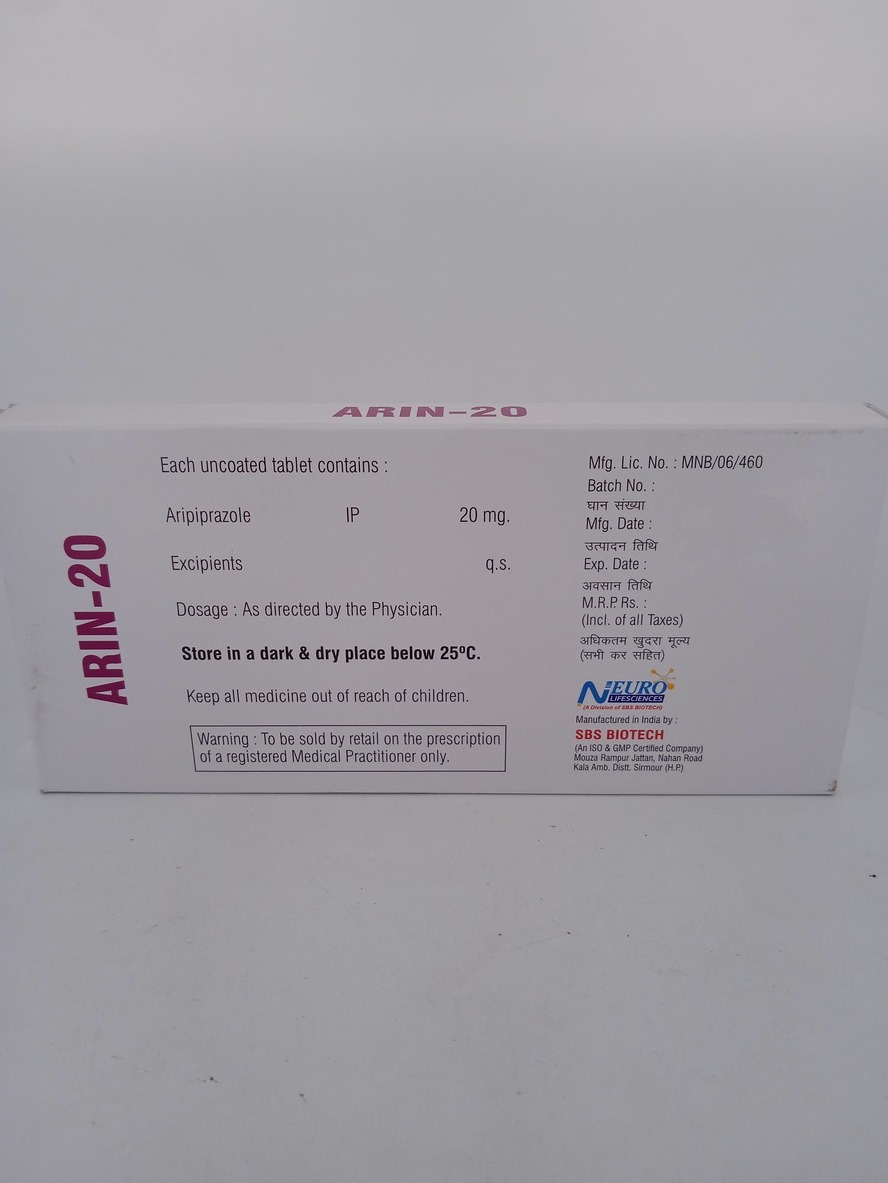 ARIN-20
ARIN-20
Each uncoated tablet contains :
Aripiprazole IP 20 mg.
Excipients q.s.
Dosage : As directed by the Physician.
Store in a dark & dry place below 25ºC.
Keep all medicine out of reach of children.
Warning : To be sold by retail on the prescription
of a registered Medical Practitioner only.
Mfg. Lic. No. : MNB/06/460
Batch No. :
घान संख्या
Mfg. Date :
उत्पादन तिथि
Exp. Date :
अवसान तिथि
M.R.P. Rs. :
(Incl. of all Taxes)
अधिकतम खुदरा मूल्य
(सभी कर सहित)
NEURO
LIFESCIENCES
(A Division of SBS BIOTECH)
Manufactured in India by :
SBS BIOTECH
(An ISO & GMP Certified Company)
Mouza Rampur Jattan, Nahan Road
Kala Amb. Distt. Sirmour (H.P.)